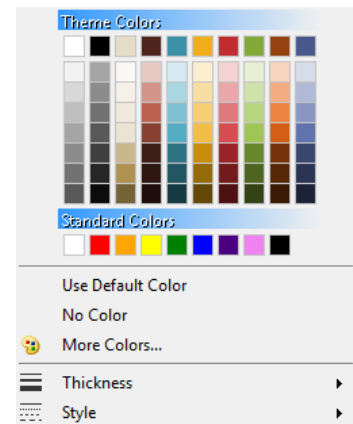 Theme Colors
Standard Colors
Use Default Color
No Color
More Colors...
Thickness
Style